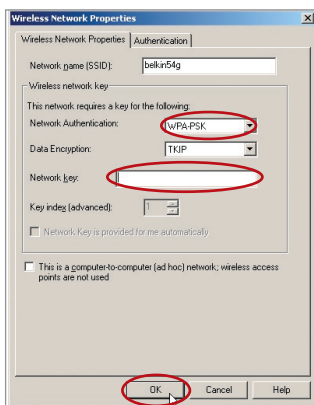 Wireless Network Properties
Wireless Network Properties Authentication
Network name (SSID): belkin54g
Wireless network key
This network requires a key for the following:
Network Authentication: WPA-PSK
Data Encryption: TKIP
Network key:
Key index (advanced): 1
Network Key is provided for me automatically
This is a computer-to-computer (ad hoc) network; wireless access
points are not used
OK Cancel Help